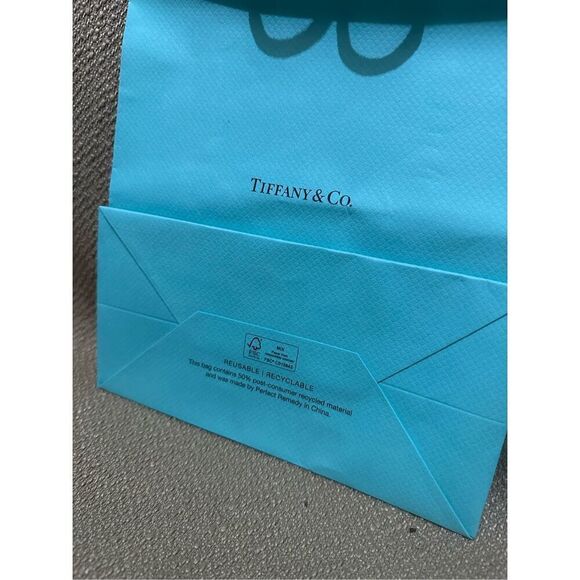 TIFFANY & CO.
FSC
MIX
REUSABLE | RECYCLABLE
This bag contains 50% post-consumer recycled material
and was made by Perfect Remedy in China.